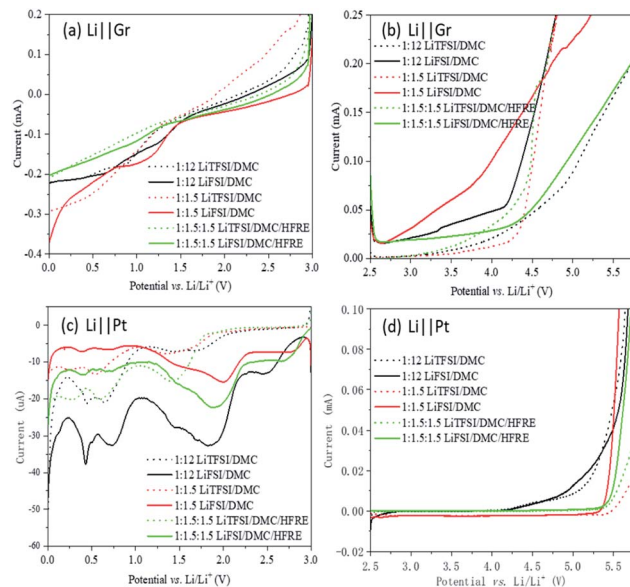 (a) Li||Gr
0.2
0.1
0.0
-0.1
-0.2
-0.3
-0.4
Current (mA)
1:12 LiTFSI/DMC
1:12 LiFSI/DMC
1:1.5 LiTFSI/DMC
1:1.5 LiFSI/DMC
1:1.5:1.5 LiTFSI/DMC/HFRE
1:1.5:1.5 LiFSI/DMC/HFRE
0.0 0.5 1.0 1.5 2.0 2.5 3.0
Potential vs. Li/Li+ (V)
(b) Li||Gr
0.25
0.20
0.15
0.10
0.05
0.00
Current (mA)
1:12 LiTFSI/DMC
1:12 LiFSI/DMC
1:1.5 LiTFSI/DMC
1:1.5 LiFSI/DMC
1:1.5:1.5 LiTFSI/DMC/HFRE
1:1.5:1.5 LiFSI/DMC/HFRE
2.5 3.0 3.5 4.0 4.5 5.0 5.5
Potential vs. Li/Li+ (V)
(c) Li||Pt
0
-10
-20
-30
-40
-50
-60
Current (uA)
1:12 LiTFSI/DMC
1:12 LiFSI/DMC
1:1.5 LiTFSI/DMC
1:1.5 LiFSI/DMC
1:1.5:1.5 LiTFSI/DMC/HFRE
1:1.5:1.5 LiFSI/DMC/HFRE
0.0 0.5 1.0 1.5 2.0 2.5 3.0
Potential vs. Li/Li+ (V)
(d) Li||Pt
0.10
0.08
0.06
0.04
0.02
0.00
-0.02
Current (mA)
1:12 LiTFSI/DMC
1:12 LiFSI/DMC
1:1.5 LiTFSI/DMC
1:1.5 LiFSI/DMC
1:1.5:1.5 LiTFSI/DMC/HFRE
1:1.5:1.5 LiFSI/DMC/HFRE
2.5 3.0 3.5 4.0 4.5 5.0 5.5
Potential vs. Li/Li+ (V)